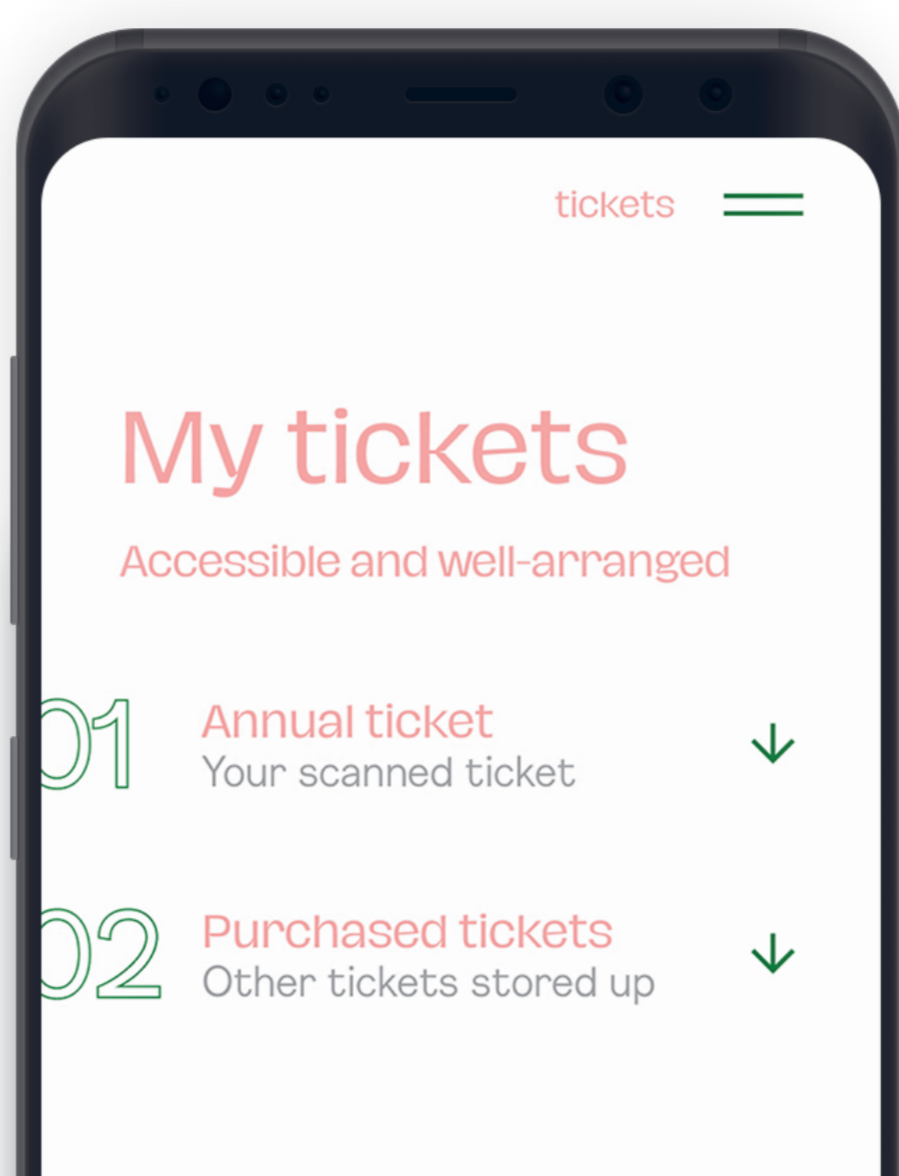 tickets
My tickets
Accessible and well-arranged
01
Annual ticket
Your scanned ticket
02
Purchased tickets
Other tickets stored up